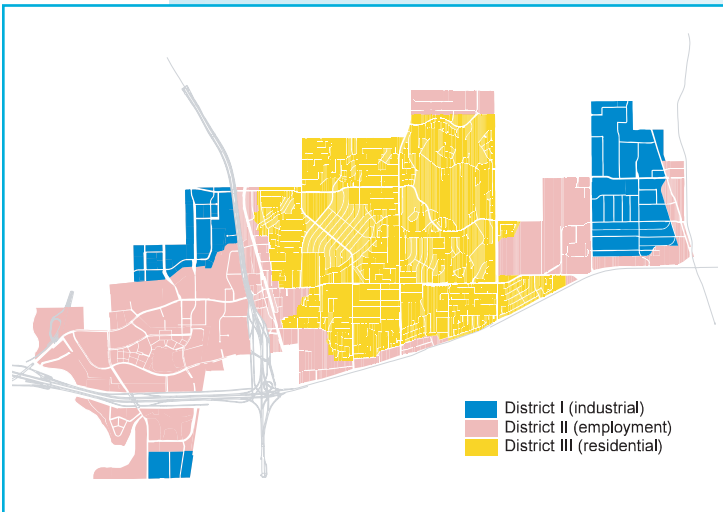 District I (industrial)
District II (employment)
District III (residential)